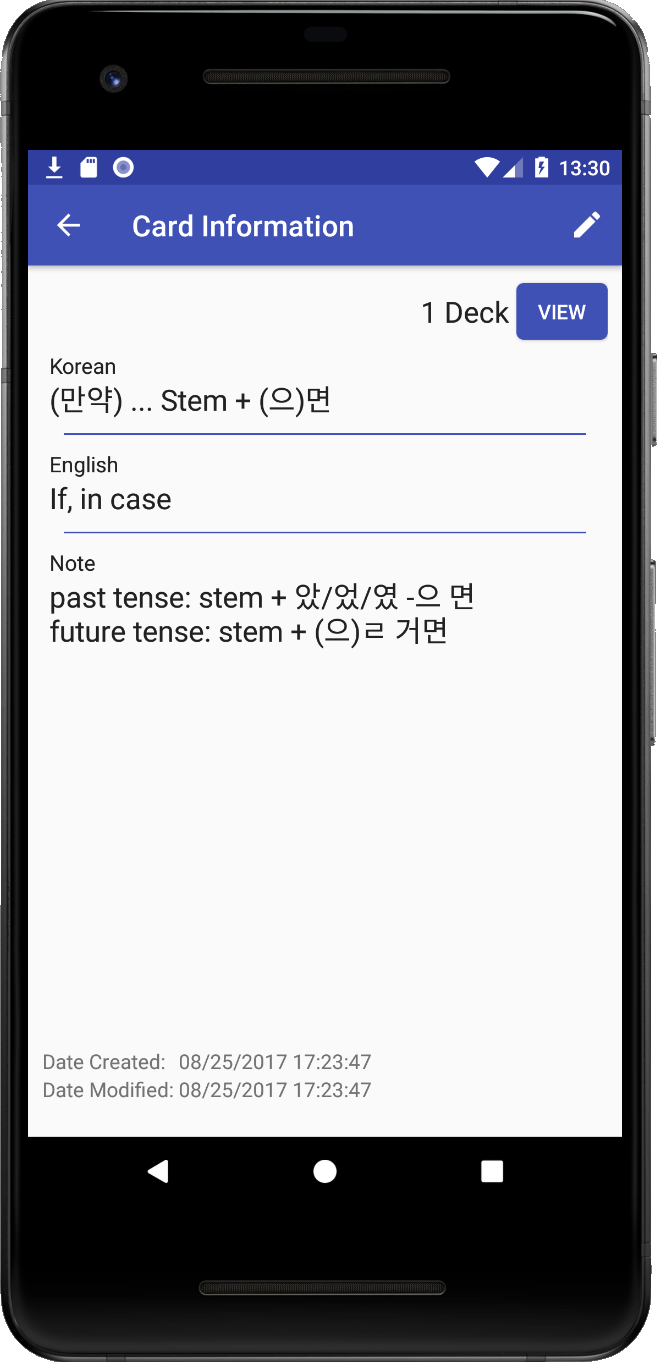 13:30
Card Information
1 Deck VIEW
Korean
(만약) ... Stem + (으)면
English
If, in case
Note
past tense: stem + 았/었/였 -으 면
future tense: stem + (으)ㄹ 거면
Date Created: 08/25/2017 17:23:47
Date Modified: 08/25/2017 17:23:47